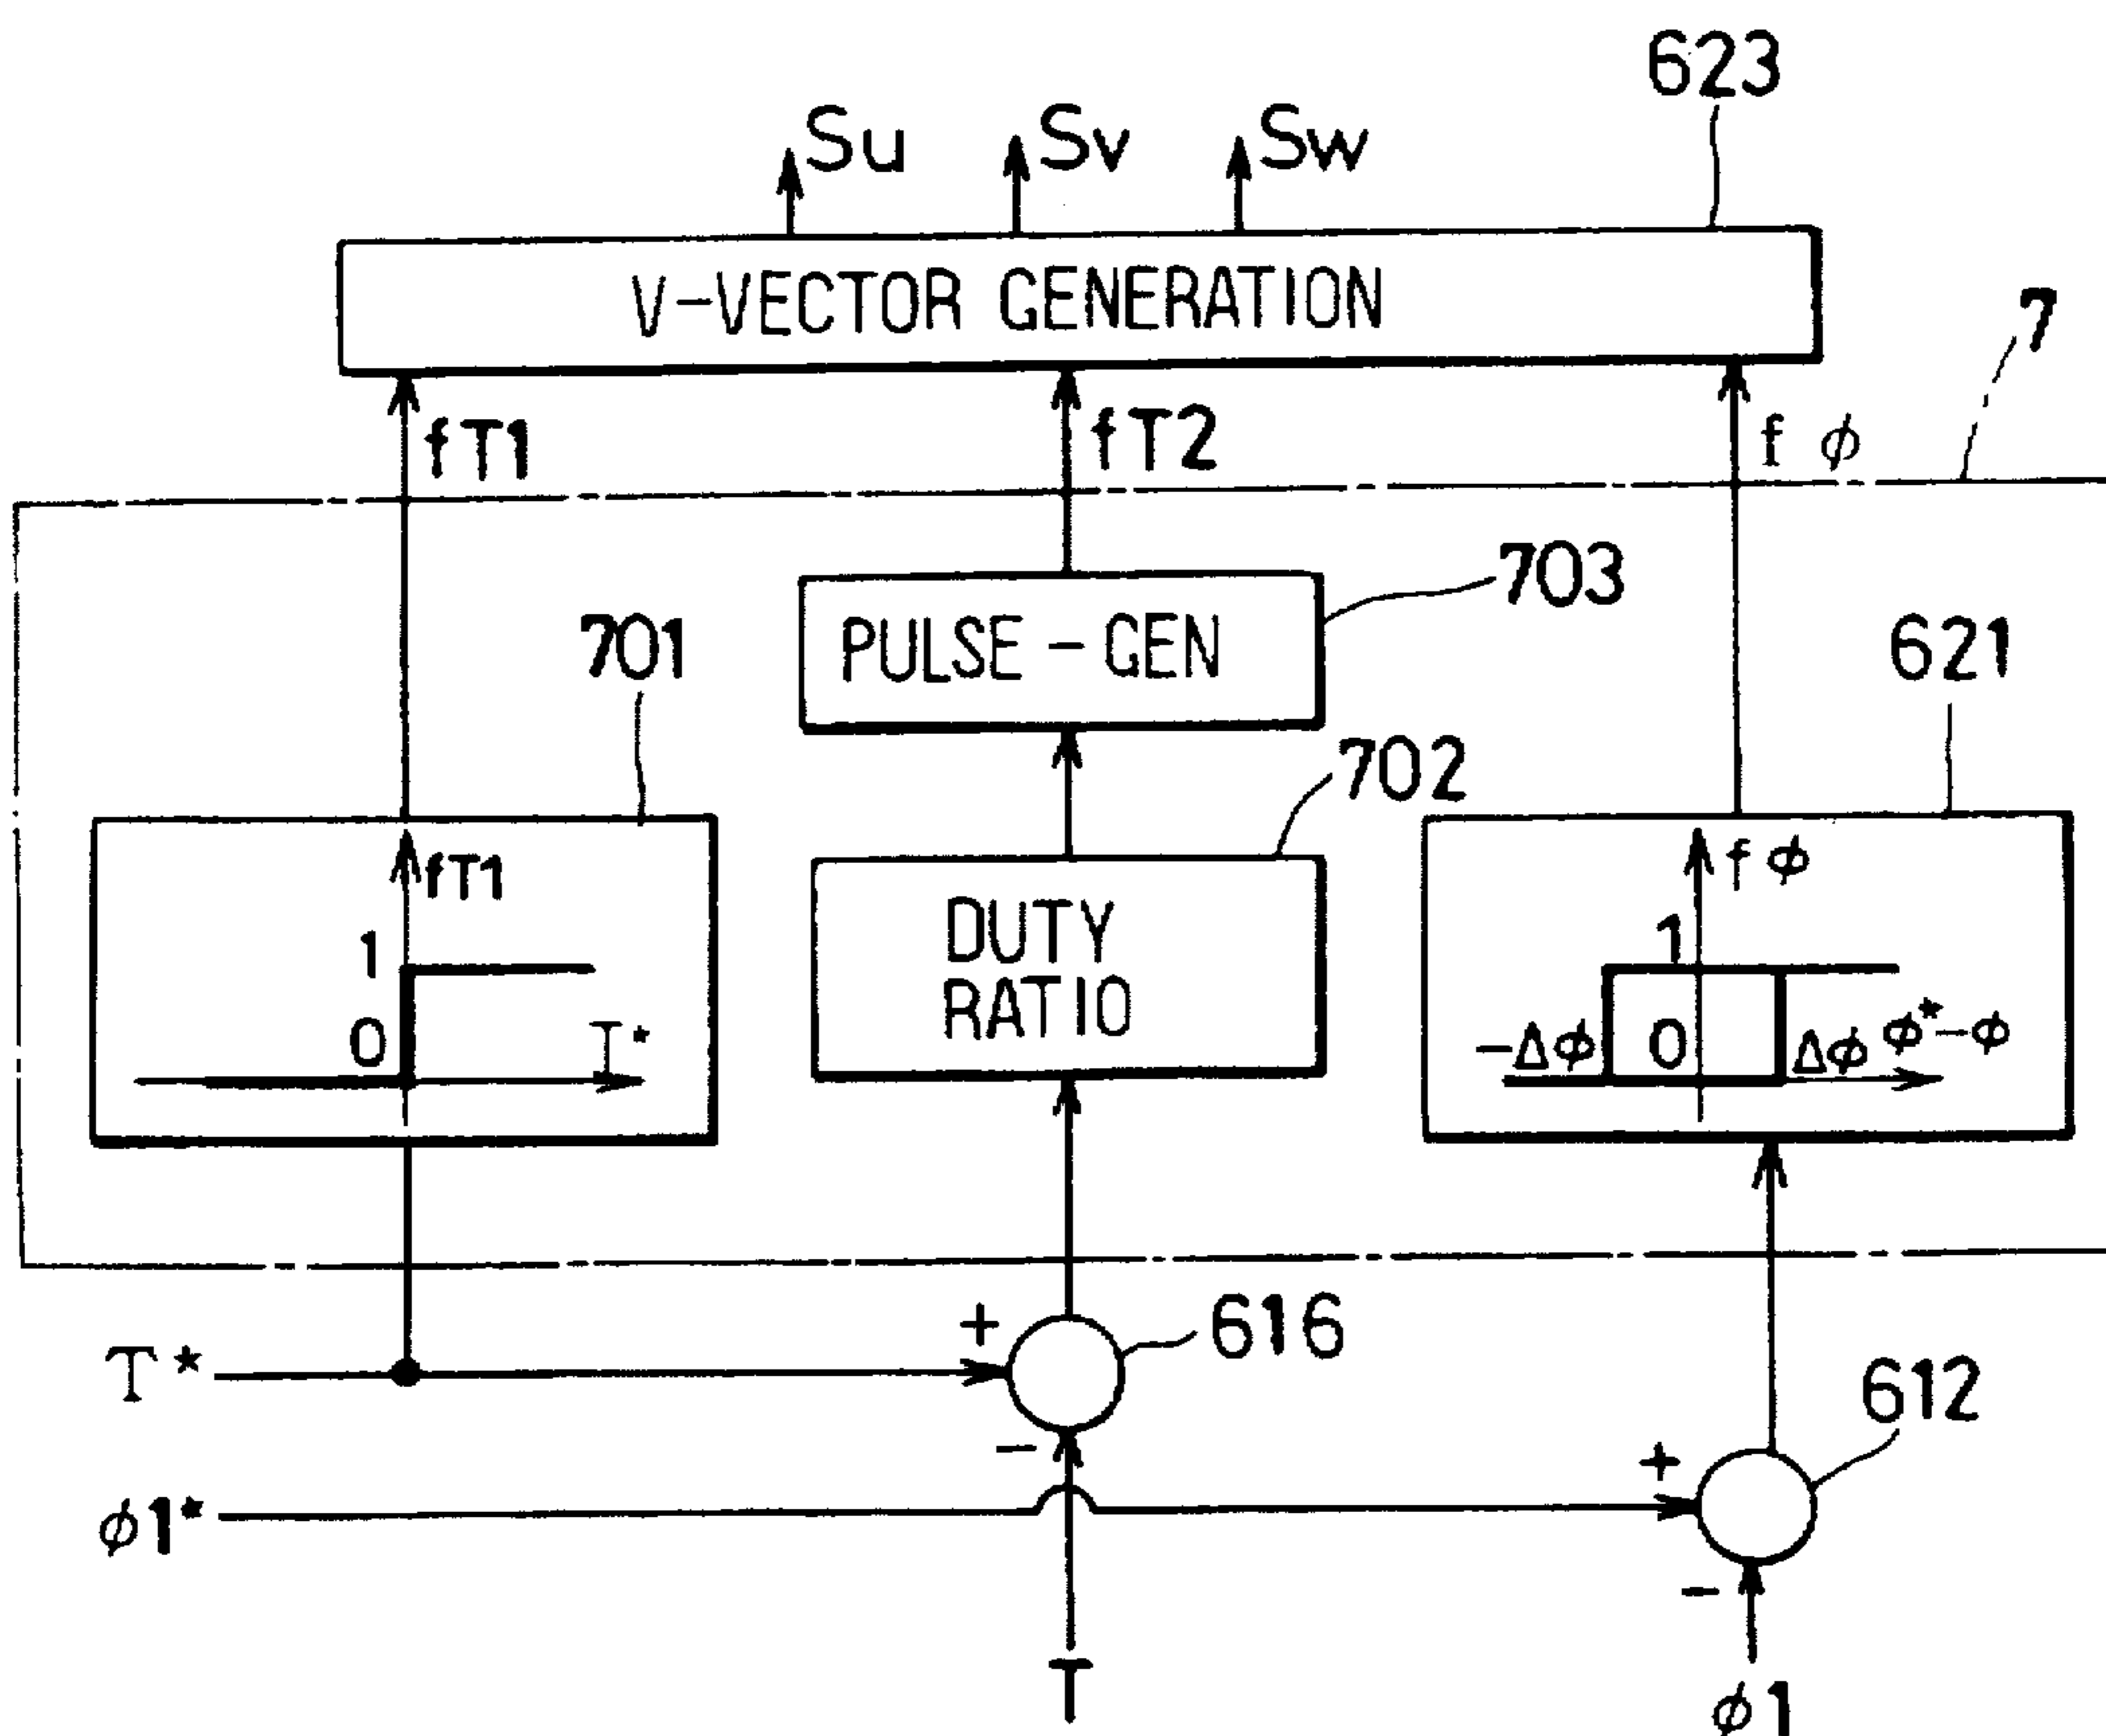 623
Su
Sv
Sw
V-VECTOR GENERATION
7
fT1
fT2
f ϕ
703
PULSE - GEN
701
621
702
fT1
1
0
T*
DUTY
RATIO
f ϕ
1
-Δϕ
0
Δϕ
ϕ*-ϕ
+
616
T*
-
612
+
ϕ1*
-
T
ϕ1